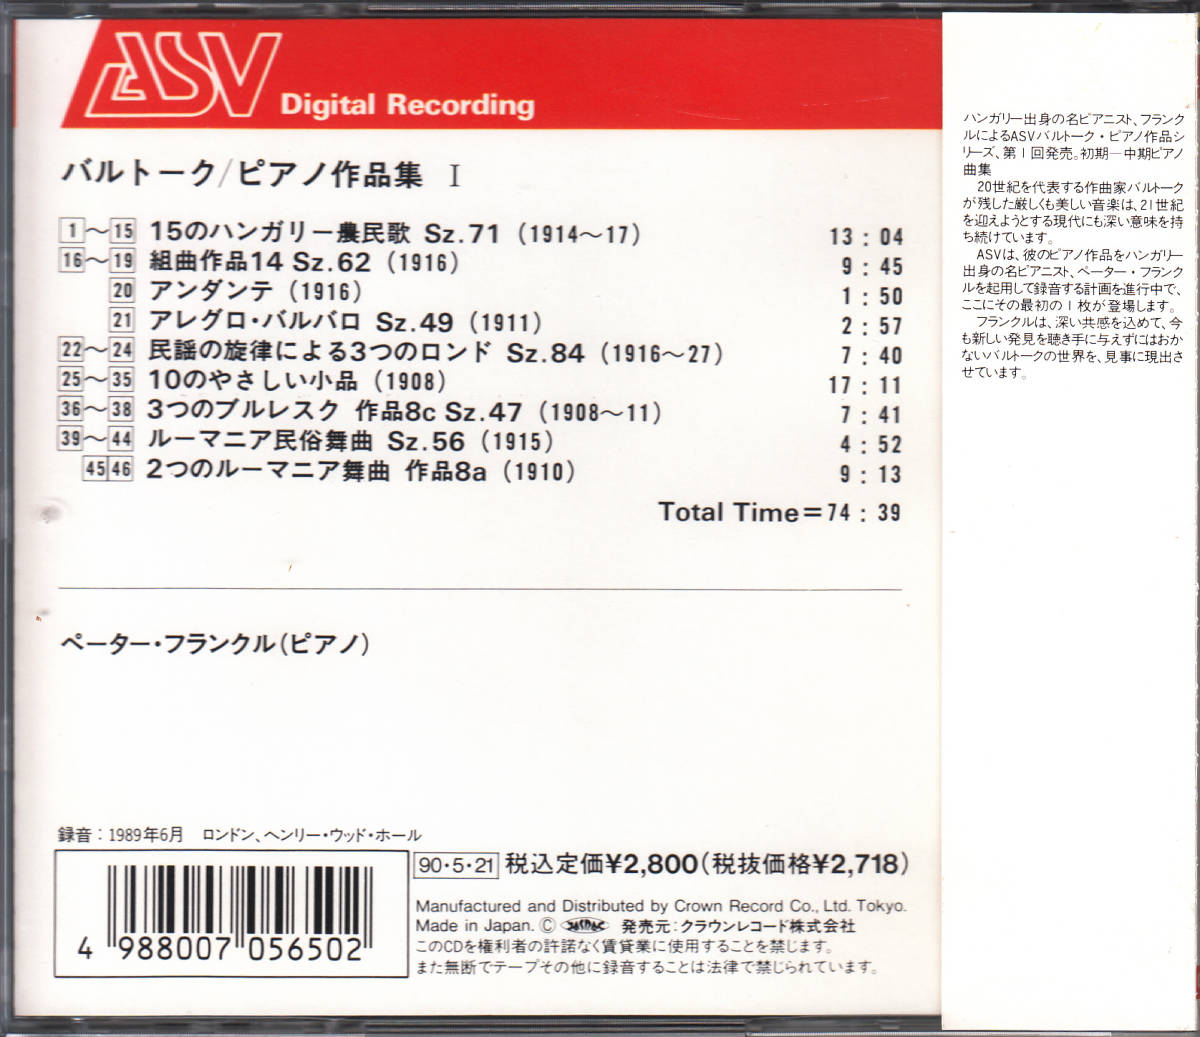 ASV
Digital Recording
バルトーク/ピアノ作品集 I
1～15 15のハンガリー農民歌 Sz.71 (1914～17) 13:04
16～19 組曲作品14 Sz.62 (1916) 9:45
20 アンダンテ (1916) 1:50
21 アレグロ・バルバロ Sz.49 (1911) 2:57
22～24 民謡の旋律による3つのロンド Sz.84 (1916～27) 7:40
25～35 10のやさしい小品 (1908) 17:11
36～38 3つのブルレスク 作品8c Sz.47 (1908～11) 7:41
39～44 ルーマニア民俗舞曲 Sz.56 (1915) 4:52
45 46 2つのルーマニア舞曲 作品8a (1910) 9:13
Total Time=74:39
ペーター・フランクル(ピアノ)
録音：1989年6月 ロンドン、ヘンリー・ウッド・ホール
4 988007 056502
90・5・21 税込定価¥2,800(税抜価格¥2,718)
Manufactured and Distributed by Crown Record Co., Ltd. Tokyo.
Made in Japan. Ⓒ 発売元：クラウンレコード株式会社
このCDを権利者の許諾なく賃貸業に使用することを禁じます。
また無断でテープその他に録音することは法律で禁じられています。
ハンガリー出身の名ピアニスト、フランク
ルによるASVバルトーク・ピアノ作品シ
リーズ、第1回発売。初期―中期ピアノ
曲集
20世紀を代表する作曲家バルトーク
が残した厳しくも美しい音楽は、21世紀
を迎えようとする現代にも深い意味を持
ち続けています。
ASVは、彼のピアノ作品をハンガリー
出身の名ピアニスト、ペーター・フランク
ルを起用して録音する計画を進行中で、
ここにその最初の1枚が登場します。
フランクルは、深い共感を込めて、今
も新しい発見を聴き手に与えずにはおか
ないバルトークの世界を、見事に現出さ
せています。